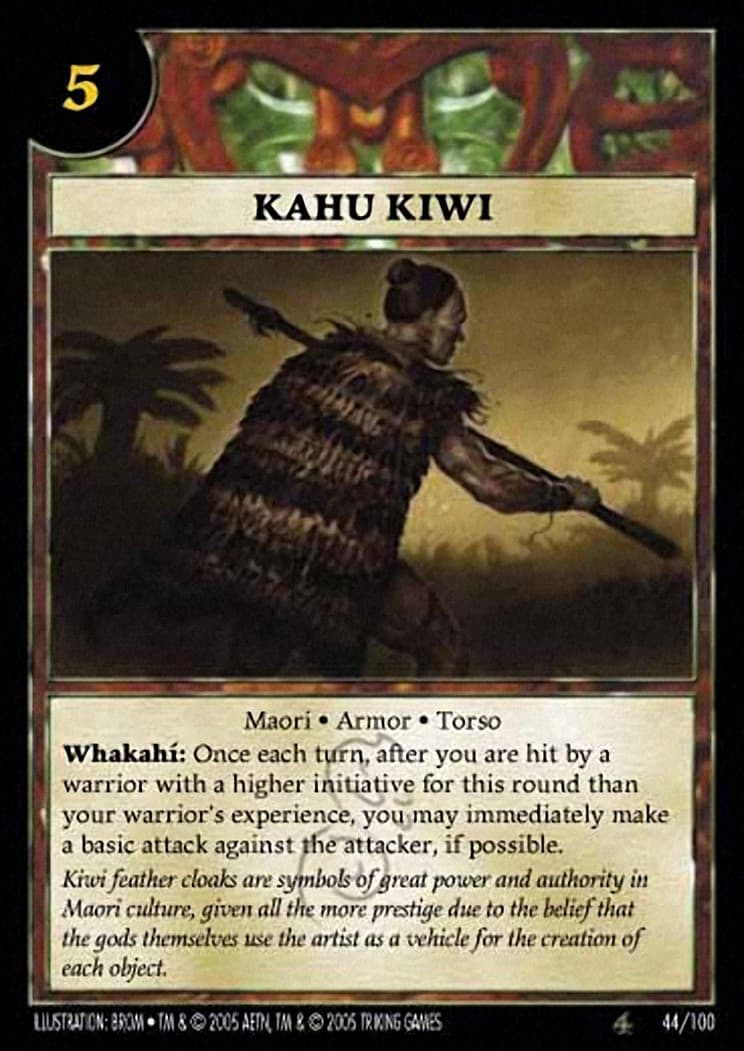 5
KAHU KIWI
Maori • Armor • Torso
Whakahí: Once each turn, after you are hit by a
warrior with a higher initiative for this round than
your warrior's experience, you may immediately make
a basic attack against the attacker, if possible.
Kiwi feather cloaks are symbols of great power and authority in
Maori culture, given all the more prestige due to the belief that
the gods themselves use the artist as a vehicle for the creation of
each object.
ILLUSTRATION: BROM • TM & © 2005 AETN, TM & © 2005 TRIKING GAMES
44/100